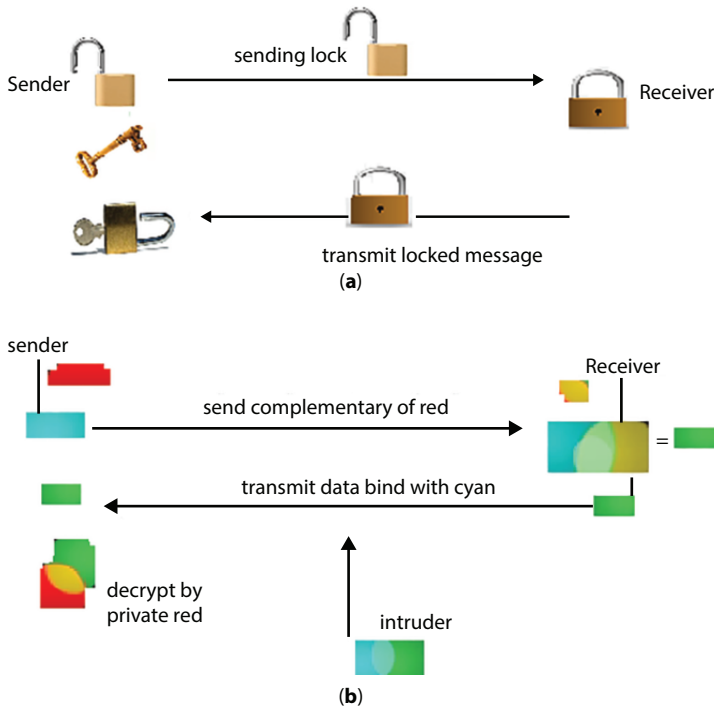 sending lock
Sender
Receiver
transmit locked message
(a)
sender
Receiver
send complementary of red
=
transmit data bind with cyan
decrypt by
private red
intruder
(b)